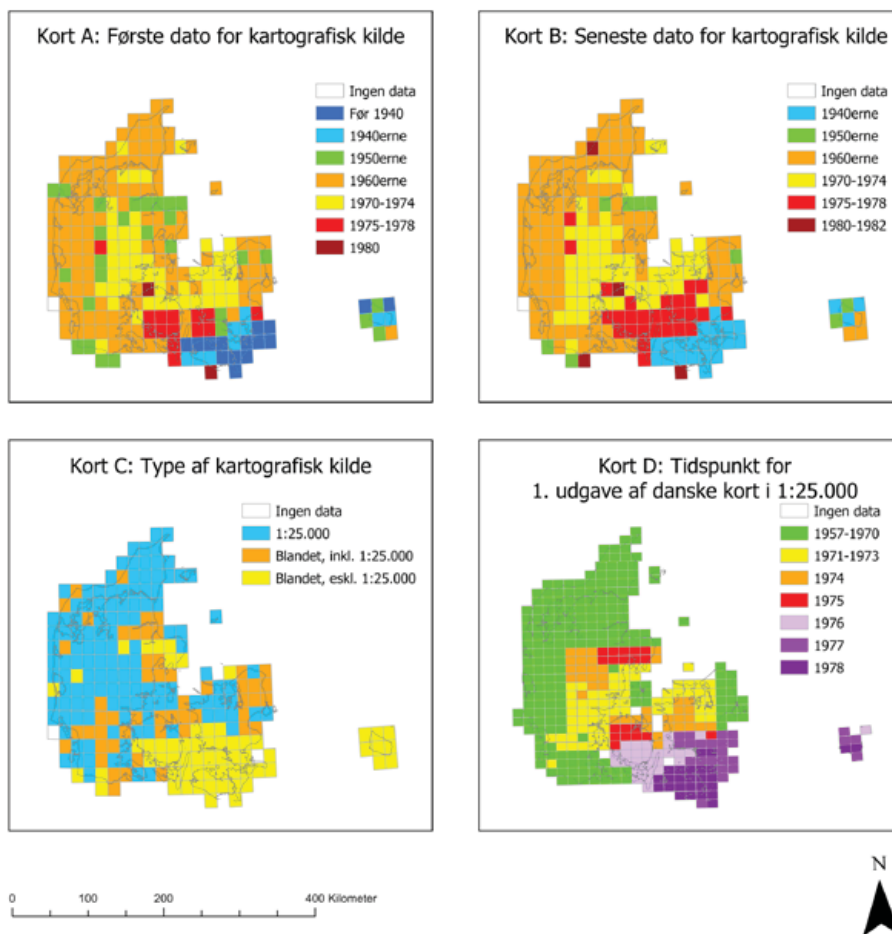 Kort A: Første dato for kartografisk kilde
Ingen data
Før 1940
1940erne
1950erne
1960erne
1970-1974
1975-1978
1980
Kort B: Seneste dato for kartografisk kilde
Ingen data
1940erne
1950erne
1960erne
1970-1974
1975-1978
1980-1982
Kort C: Type af kartografisk kilde
Ingen data
1:25.000
Blandet, inkl. 1:25.000
Blandet, eskl. 1:25.000
Kort D: Tidspunkt for
1. udgave af danske kort i 1:25.000
Ingen data
1957-1970
1971-1973
1974
1975
1976
1977
1978
0 100 200 400 Kilometer
N